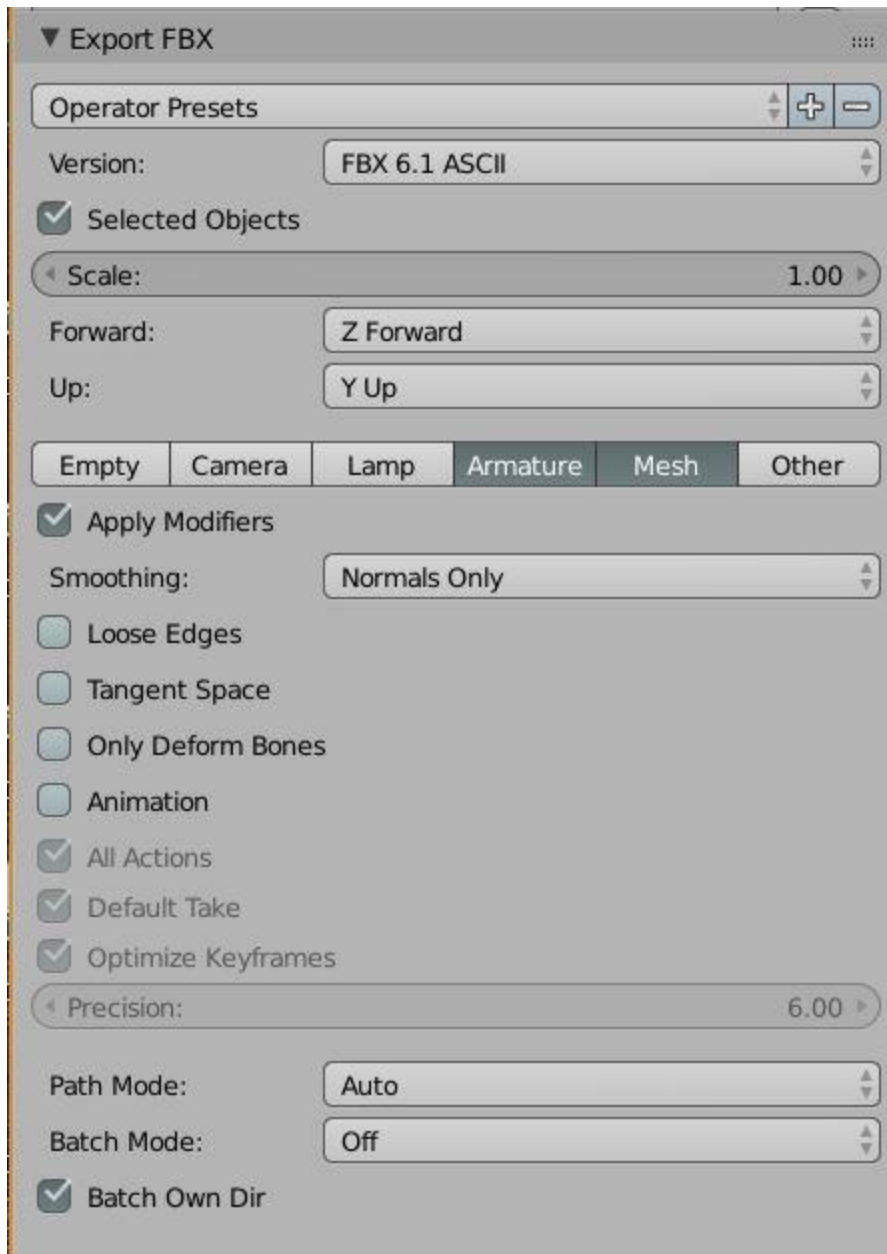 Export FBX
Operator Presets
Version: FBX 6.1 ASCII
Selected Objects
Scale: 1.00
Forward: Z Forward
Up: Y Up
Empty Camera Lamp Armature Mesh Other
Apply Modifiers
Smoothing: Normals Only
Loose Edges
Tangent Space
Only Deform Bones
Animation
All Actions
Default Take
Optimize Keyframes
Precision: 6.00
Path Mode: Auto
Batch Mode: Off
Batch Own Dir